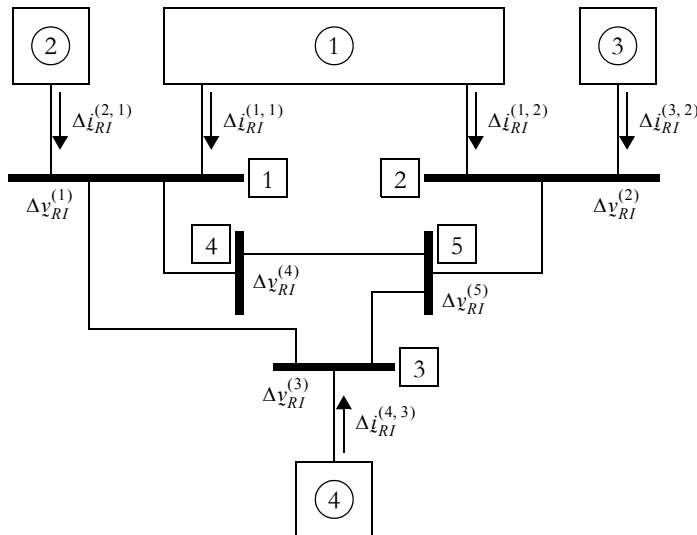 2 1 3
Δi_RI^(2, 1) Δi_RI^(1, 1) Δi_RI^(1, 2) Δi_RI^(3, 2)
1 2
Δv_RI^(1) Δv_RI^(2)
4 5
Δv_RI^(4) Δv_RI^(5)
3
Δv_RI^(3) Δi_RI^(4, 3)
4